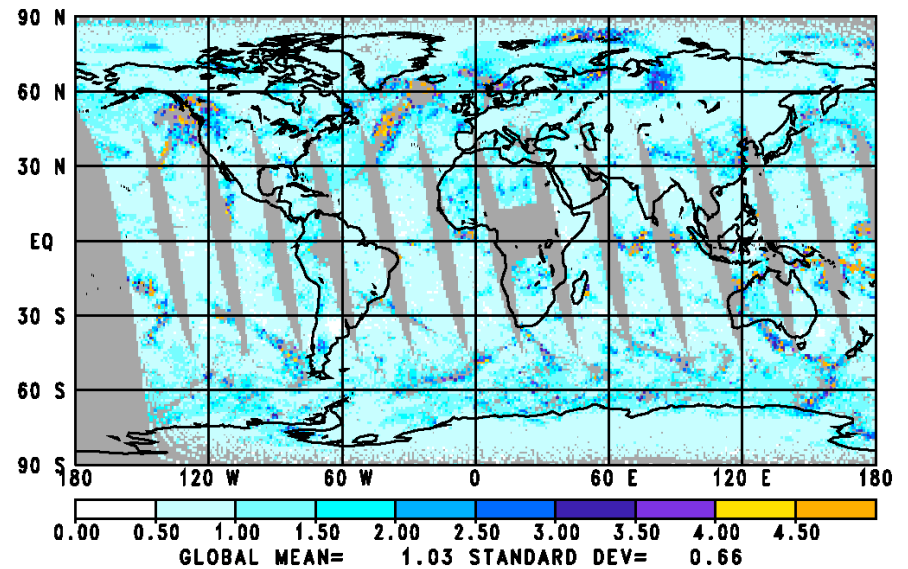 90 N
60 N
30 N
EQ
30 S
60 S
90 S
180 120 W 60 W 0 60 E 120 E 180
0.00 0.50 1.00 1.50 2.00 2.50 3.00 3.50 4.00 4.50
GLOBAL MEAN= 1.03 STANDARD DEV= 0.66